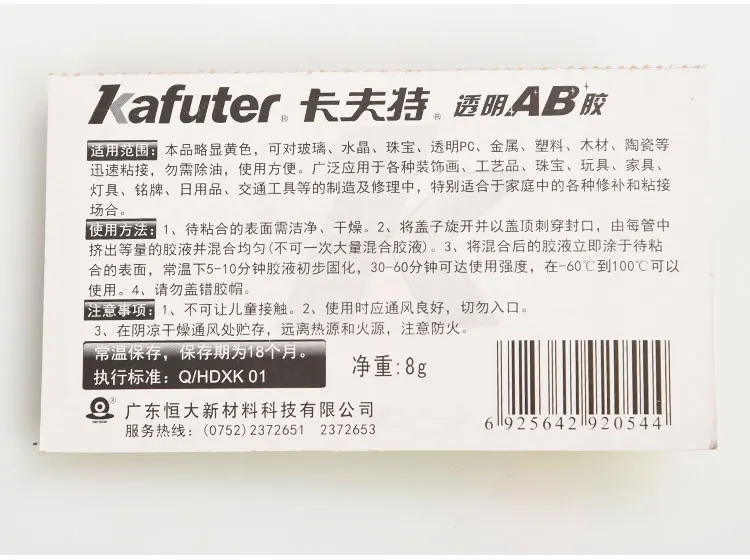 Kafuter® 卡夫特® 透明AB胶
适用范围：本品略显黄色，可对玻璃、水晶、珠宝、透明PC、金属、塑料、木材、陶瓷等
迅速粘接，勿需除油，使用方便。广泛应用于各种装饰画、工艺品、珠宝、玩具、家具、
灯具、铭牌、日用品、交通工具等的制造及修理中，特别适合于家庭中的各种修补和粘接
场合。
使用方法：1、待粘合的表面需洁净、干燥。2、将盖子旋开并以盖顶刺穿封口，由每管中
挤出等量的胶液并混合均匀(不可一次大量混合胶液)。3、将混合后的胶液立即涂于待粘
合的表面，常温下5-10分钟胶液初步固化，30-60分钟可达使用强度，在-60℃到100℃可以
使用。4、请勿盖错胶帽。
注意事项：1、不可让儿童接触。2、使用时应通风良好，切勿入口。
3、在阴凉干燥通风处贮存，远离热源和火源，注意防火。
常温保存，保存期为18个月。
执行标准：Q/HDXK 01
净重：8g
广东恒大新材料科技有限公司
服务热线：(0752)2372651 2372653
6 925642 920544